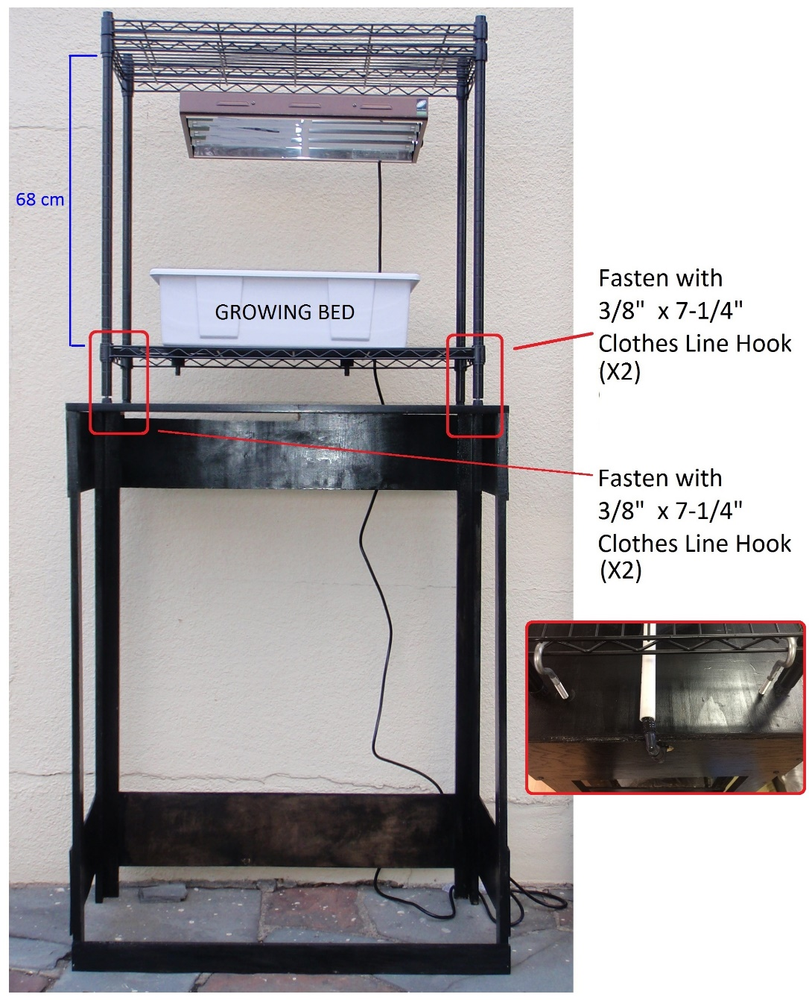 68 cm
GROWING BED
Fasten with
3/8"  x 7-1/4"
Clothes Line Hook
(X2)
Fasten with
3/8"  x 7-1/4"
Clothes Line Hook
(X2)